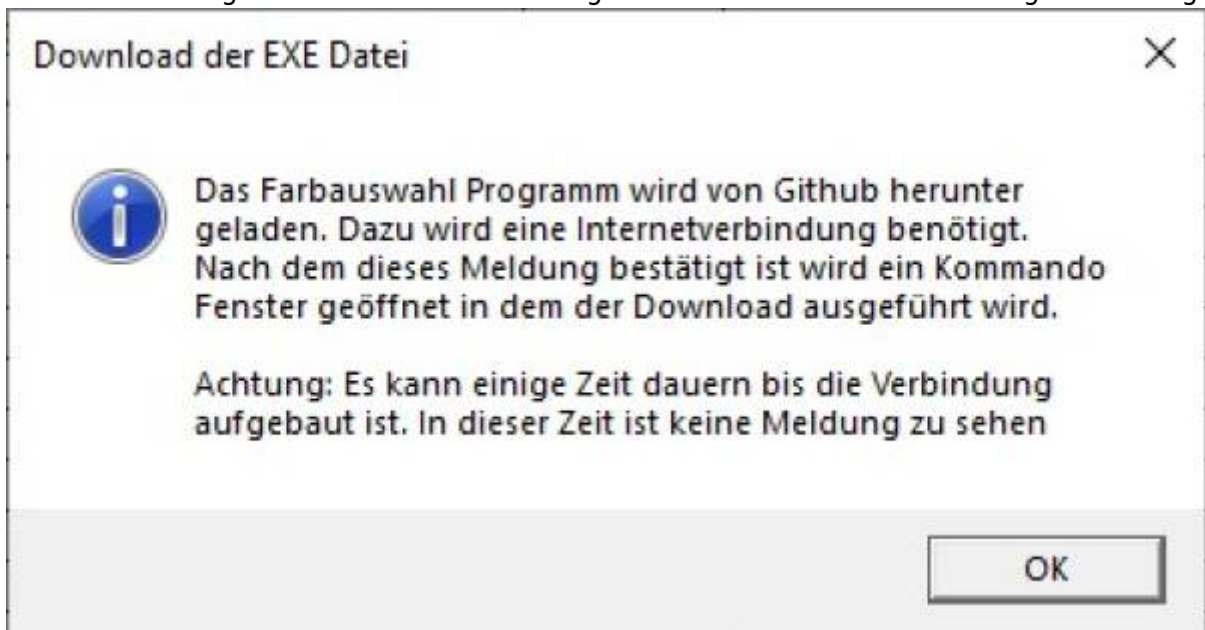 Download der EXE Datei
Das Farbauswahl Programm wird von Github herunter
geladen. Dazu wird eine Internetverbindung benötigt.
Nach dem dieses Meldung bestätigt ist wird ein Kommando
Fenster geöffnet in dem der Download ausgeführt wird.
Achtung: Es kann einige Zeit dauern bis die Verbindung
aufgebaut ist. In dieser Zeit ist keine Meldung zu sehen
OK